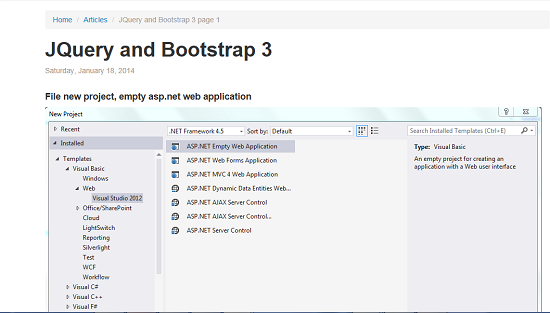 Home / Articles / JQuery and Bootstrap 3 page 1
JQuery and Bootstrap 3
Saturday, January 18, 2014
File new project, empty asp.net web application
New Project
Recent
.NET Framework 4.5
Sort by: Default
Search Installed Templates (Ctrl+E)
Installed
Templates
Visual Basic
Windows
Web
Visual Studio 2012
Office/SharePoint
Cloud
LightSwitch
Reporting
Silverlight
Test
WCF
Workflow
Visual C#
Visual C++
Visual F#
ASP.NET Empty Web Application
ASP.NET Web Forms Application
ASP.NET MVC 4 Web Application
ASP.NET Dynamic Data Entities Web...
ASP.NET AJAX Server Control
ASP.NET AJAX Server Control...
ASP.NET Server Control
Type: Visual Basic
An empty project for creating an
application with a Web user interface